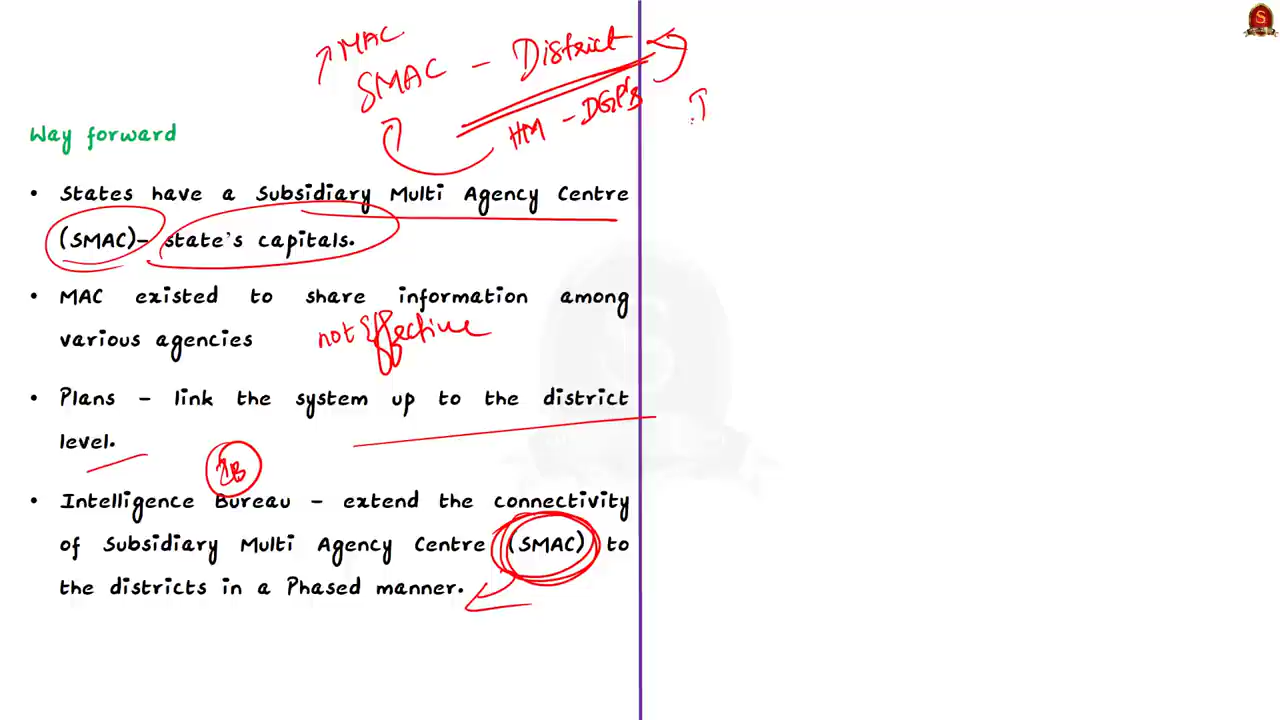 MAC
SMAC - District
HM - DGP's
Way forward
• States have a Subsidiary Multi Agency Centre
(SMAC)- state's capitals.
• MAC existed to share information among
various agencies
not Effective
• Plans - link the system up to the district
level.
IB
• Intelligence Bureau - extend the connectivity
of Subsidiary Multi Agency Centre (SMAC) to
the districts in a Phased manner.